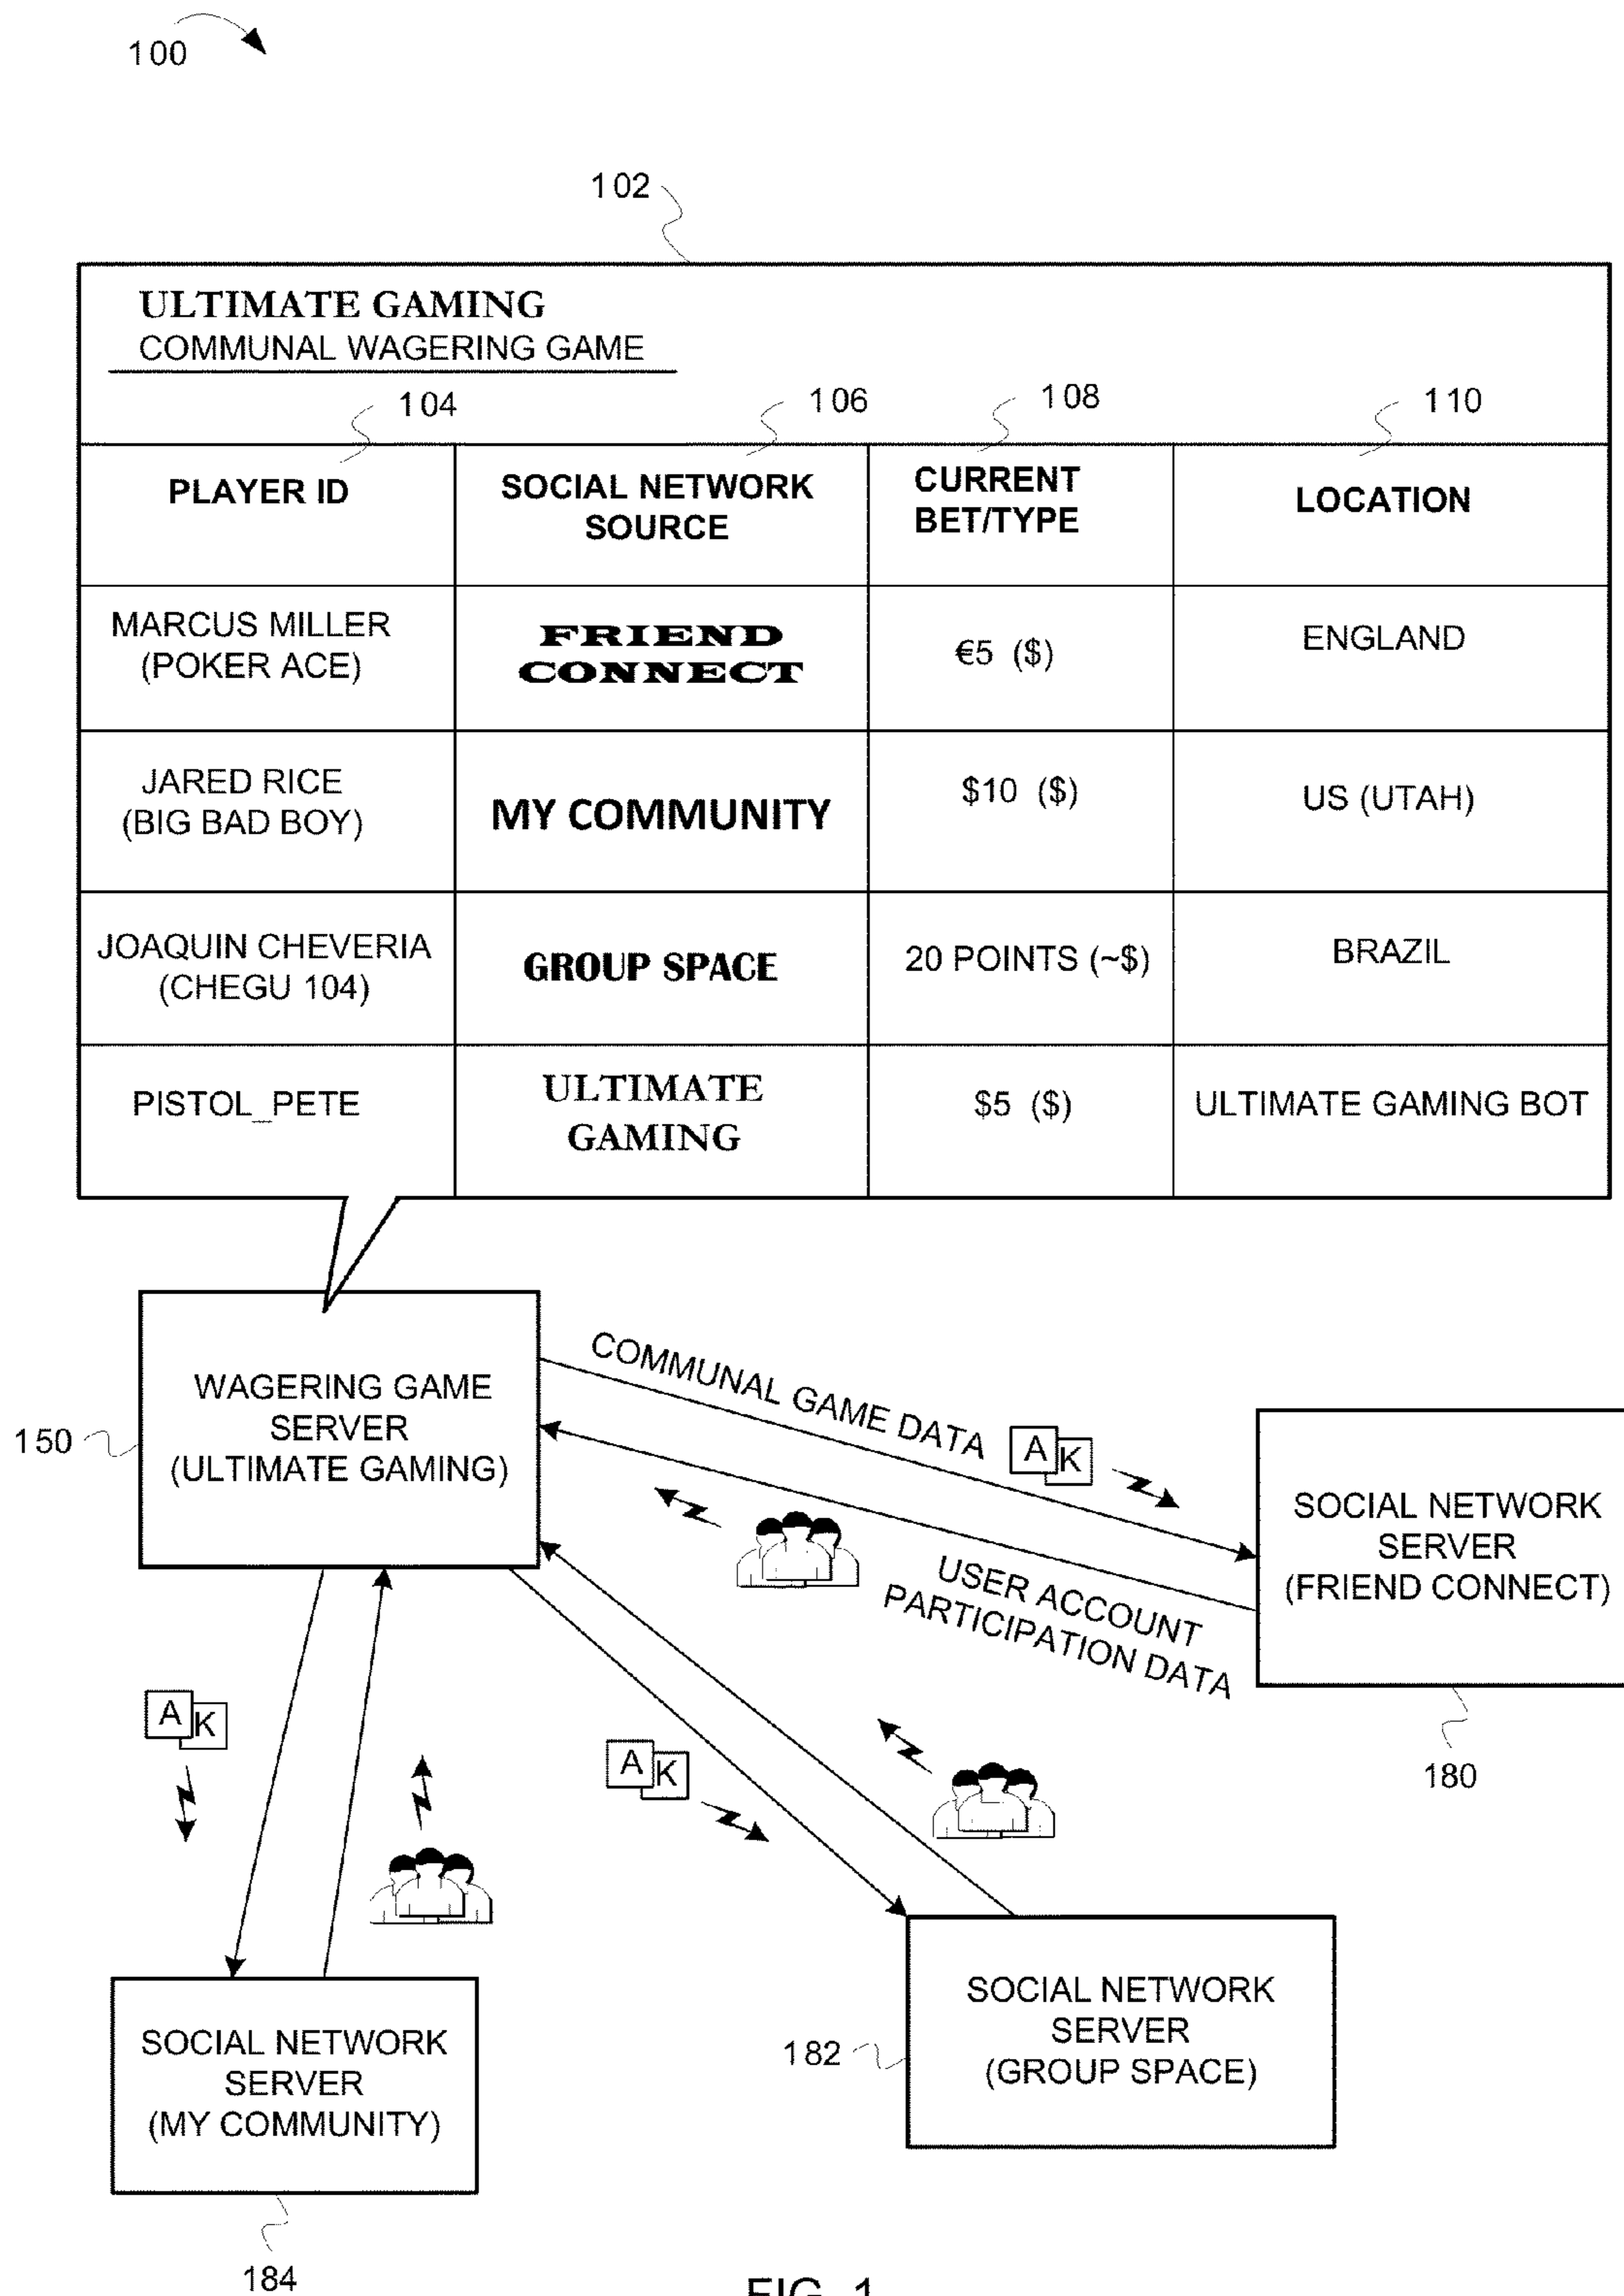 100
102
ULTIMATE GAMING
COMMUNAL WAGERING GAME
104
106
108
110
PLAYER ID
SOCIAL NETWORK
SOURCE
CURRENT
BET/TYPE
LOCATION
MARCUS MILLER
(POKER ACE)
FRIEND
CONNECT
€5 ($)
ENGLAND
JARED RICE
(BIG BAD BOY)
MY COMMUNITY
$10 ($)
US (UTAH)
JOAQUIN CHEVERIA
(CHEGU 104)
GROUP SPACE
20 POINTS (~$)
BRAZIL
PISTOL_PETE
ULTIMATE
GAMING
$5 ($)
ULTIMATE GAMING BOT
150
WAGERING GAME
SERVER
(ULTIMATE GAMING)
COMMUNAL GAME DATA
A
K
USER ACCOUNT
PARTICIPATION DATA
SOCIAL NETWORK
SERVER
(FRIEND CONNECT)
180
A
K
A
K
SOCIAL NETWORK
SERVER
(MY COMMUNITY)
184
182
SOCIAL NETWORK
SERVER
(GROUP SPACE)
FIG. 1